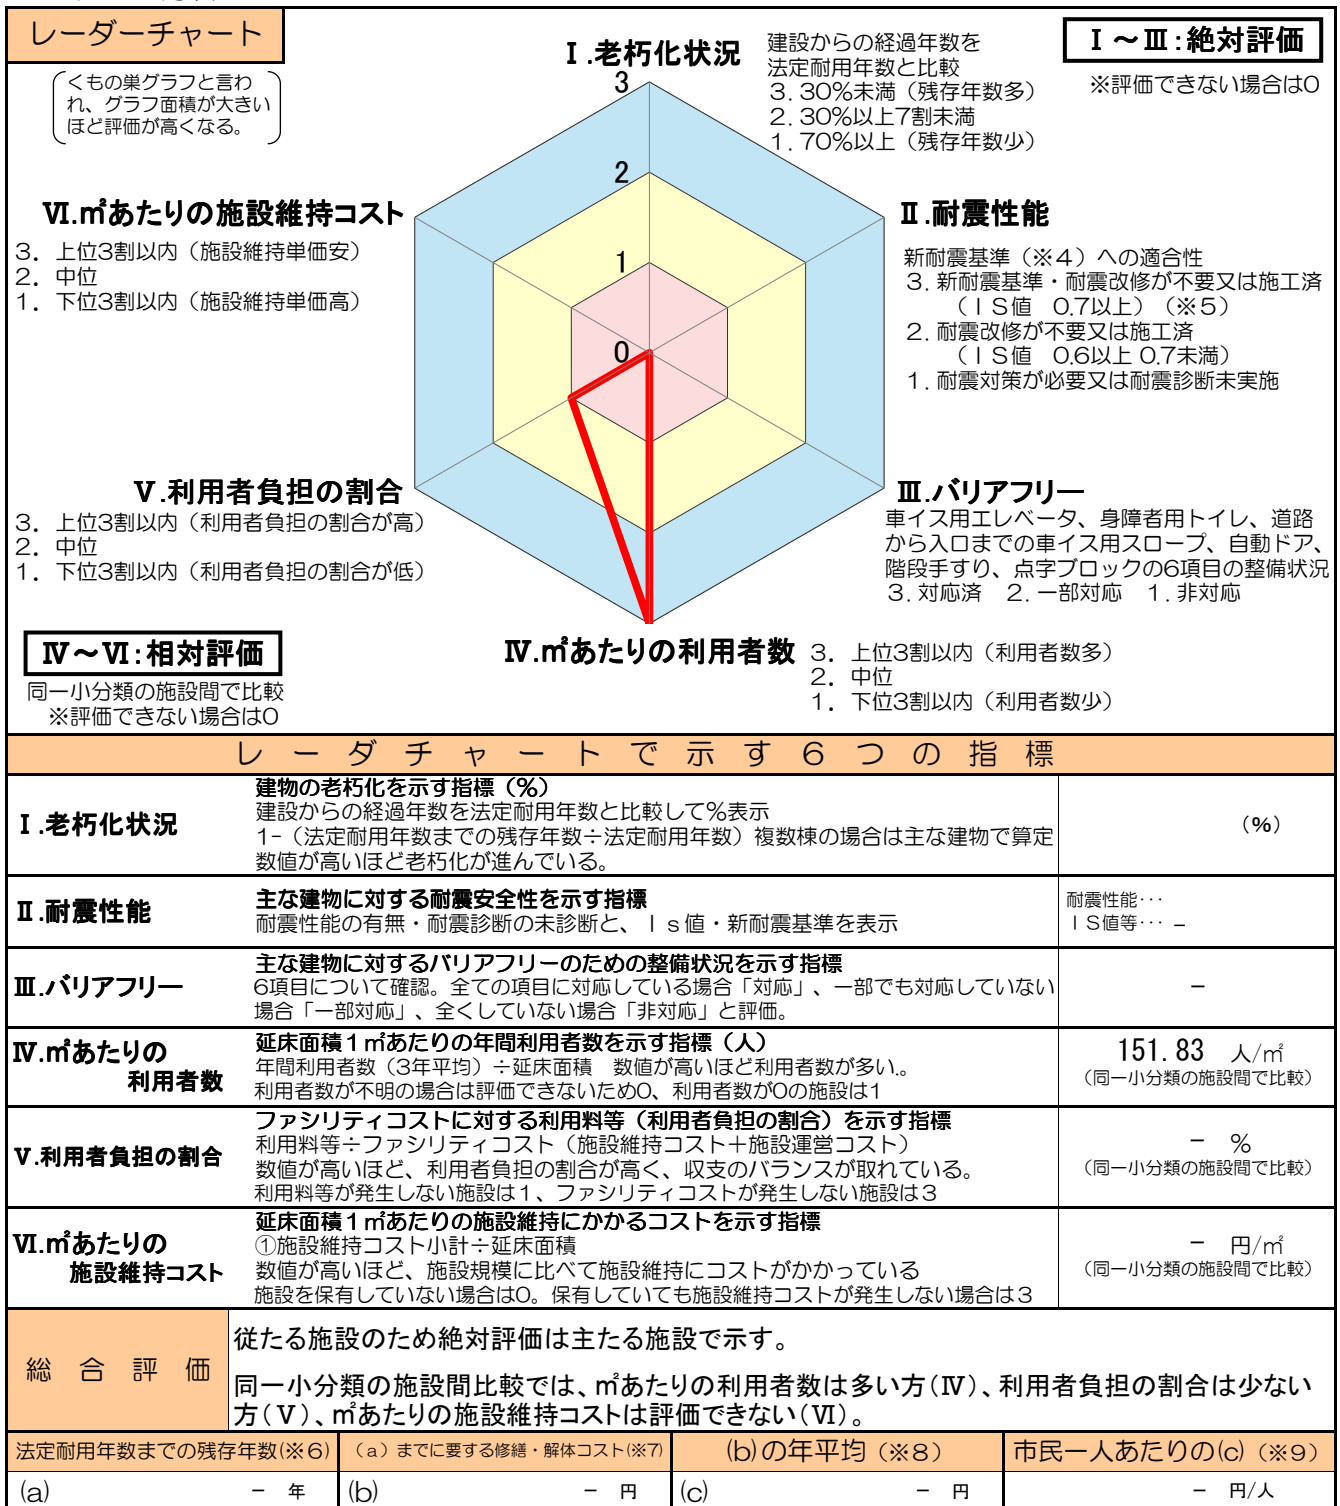 レーダーチャート
くもの巣グラフと言わ
れ、グラフ面積が大きい
ほど評価が高くなる。
Ⅰ.老朽化状況
建設からの経過年数を
法定耐用年数と比較
3. 30%未満（残存年数多）
2. 30%以上7割未満
1. 70%以上（残存年数少）
Ⅰ～Ⅲ:絶対評価
※評価できない場合は0
3
2
1
0
Ⅵ.㎡あたりの施設維持コスト
3. 上位3割以内（施設維持単価安）
2. 中位
1. 下位3割以内（施設維持単価高）
Ⅱ.耐震性能
新耐震基準（※4）への適合性
3. 新耐震基準・耐震改修が不要又は施工済
（ＩＳ値　0.7以上）（※5）
2. 耐震改修が不要又は施工済
（ＩＳ値　0.6以上 0.7未満）
1. 耐震対策が必要又は耐震診断未実施
Ⅴ.利用者負担の割合
3. 上位3割以内（利用者負担の割合が高）
2. 中位
1. 下位3割以内（利用者負担の割合が低）
Ⅲ.バリアフリー
車イス用エレベータ、身障者用トイレ、道路
から入口までの車イス用スロープ、自動ドア、
階段手すり、点字ブロックの6項目の整備状況
3. 対応済　2. 一部対応　1. 非対応
Ⅳ～Ⅵ:相対評価
同一小分類の施設間で比較
※評価できない場合は0
Ⅳ.㎡あたりの利用者数
3. 上位3割以内（利用者数多）
2. 中位
1. 下位3割以内（利用者数少）
レーダチャートで示す６つの指標
Ⅰ.老朽化状況
建物の老朽化を示す指標（％）
建設からの経過年数を法定耐用年数と比較して％表示
1-（法定耐用年数までの残存年数÷法定耐用年数）複数棟の場合は主な建物で算定
数値が高いほど老朽化が進んでいる。
（%）
Ⅱ.耐震性能
主な建物に対する耐震安全性を示す指標
耐震性能の有無・耐震診断の未診断と、Ｉｓ値・新耐震基準を表示
耐震性能…
ＩＳ値等… －
Ⅲ.バリアフリー
主な建物に対するバリアフリーのための整備状況を示す指標
6項目について確認。全ての項目に対応している場合「対応」、一部でも対応していない
場合「一部対応」、全くしていない場合「非対応」と評価。
－
Ⅳ.㎡あたりの
利用者数
延床面積１㎡あたりの年間利用者数を示す指標（人）
年間利用者数（3年平均）÷延床面積　数値が高いほど利用者数が多い。
利用者数が不明の場合は評価できないため0、利用者数が0の施設は1
151.83 人/㎡
（同一小分類の施設間で比較）
Ⅴ.利用者負担の割合
ファシリティコストに対する利用料等（利用者負担の割合）を示す指標
利用料等÷ファシリティコスト（施設維持コスト＋施設運営コスト）
数値が高いほど、利用者負担の割合が高く、収支のバランスが取れている。
利用料等が発生しない施設は１、ファシリティコストが発生しない施設は３
－ ％
（同一小分類の施設間で比較）
Ⅵ.㎡あたりの
施設維持コスト
延床面積１㎡あたりの施設維持にかかるコストを示す指標
①施設維持コスト小計÷延床面積
数値が高いほど、施設規模に比べて施設維持にコストがかかっている
施設を保有していない場合は0。保有していても施設維持コストが発生しない場合は３
－ 円/㎡
（同一小分類の施設間で比較）
総合評価
従たる施設のため絶対評価は主たる施設で示す。
同一小分類の施設間比較では、㎡あたりの利用者数は多い方(Ⅳ)、利用者負担の割合は少ない
方(Ⅴ)、㎡あたりの施設維持コストは評価できない(Ⅵ)。
法定耐用年数までの残存年数(※6)
（a）までに要する修繕・解体コスト(※7)
(b)の年平均（※8）
市民一人あたりの(c)（※9）
(a) － 年
(b) － 円
(c) － 円
－ 円/人